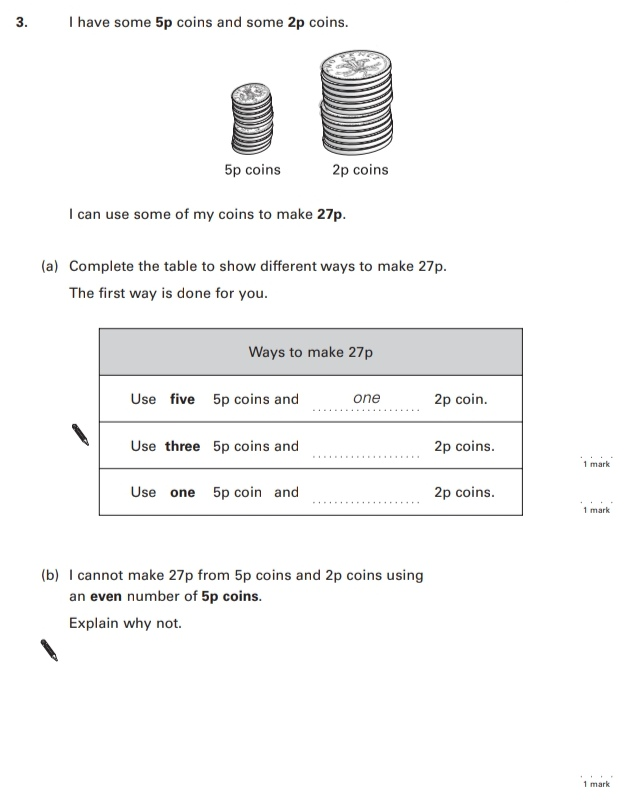 3. I have some 5p coins and some 2p coins.
5p coins 2p coins
I can use some of my coins to make 27p.
(a) Complete the table to show different ways to make 27p.
The first way is done for you.
Ways to make 27p
Use five 5p coins and one 2p coin.
Use three 5p coins and .................... 2p coins.
1 mark
Use one 5p coin and .................... 2p coins.
1 mark
(b) I cannot make 27p from 5p coins and 2p coins using
an even number of 5p coins.
Explain why not.
1 mark